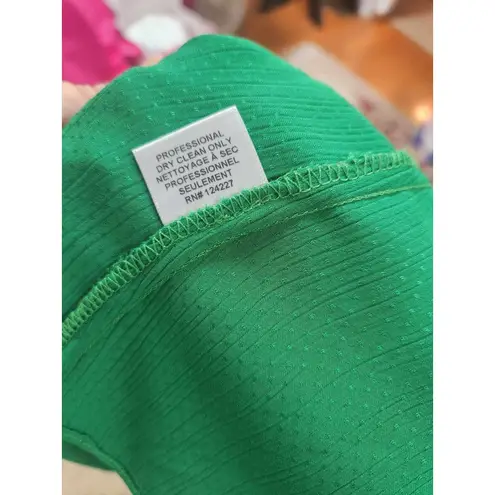 PROFESSIONAL
DRY CLEAN ONLY
NETTOYAGE À SEC
PROFESSIONNEL
SEULEMENT
RN# 124227